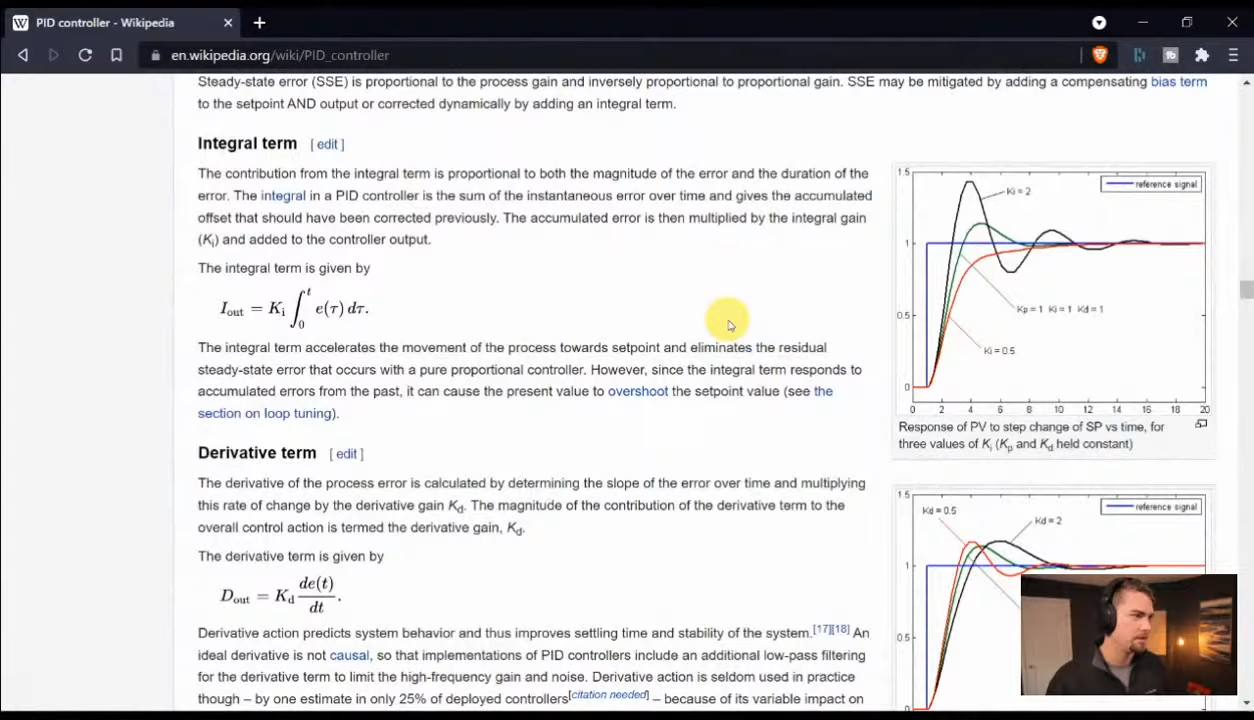 PID controller - Wikipedia
en.wikipedia.org/wiki/PID_controller
Steady-state error (SSE) is proportional to the process gain and inversely proportional to proportional gain. SSE may be mitigated by adding a compensating bias term
to the setpoint AND output or corrected dynamically by adding an integral term.
Integral term [ edit ]
The contribution from the integral term is proportional to both the magnitude of the error and the duration of the
error. The integral in a PID controller is the sum of the instantaneous error over time and gives the accumulated
offset that should have been corrected previously. The accumulated error is then multiplied by the integral gain
(Ki) and added to the controller output.
The integral term is given by
Iout = Ki ∫0t e(τ) dτ.
The integral term accelerates the movement of the process towards setpoint and eliminates the residual
steady-state error that occurs with a pure proportional controller. However, since the integral term responds to
accumulated errors from the past, it can cause the present value to overshoot the setpoint value (see the
section on loop tuning).
1.5
1
0.5
0
reference signal
Ki = 2
Kp = 1 Ki = 1 Kd = 1
Ki = 0.5
0 2 4 6 8 10 12 14 16 18 20
Response of PV to step change of SP vs time, for
three values of Ki (Kp and Kd held constant)
Derivative term [ edit ]
The derivative of the process error is calculated by determining the slope of the error over time and multiplying
this rate of change by the derivative gain Kd. The magnitude of the contribution of the derivative term to the
overall control action is termed the derivative gain, Kd.
The derivative term is given by
Dout = Kd de(t)/dt.
Derivative action predicts system behavior and thus improves settling time and stability of the system.[17][18] An
ideal derivative is not causal, so that implementations of PID controllers include an additional low-pass filtering
for the derivative term to limit the high-frequency gain and noise. Derivative action is seldom used in practice
though – by one estimate in only 25% of deployed controllers[citation needed] – because of its variable impact on
1.5
1
0.5
reference signal
Kd = 0.5
Kd = 2